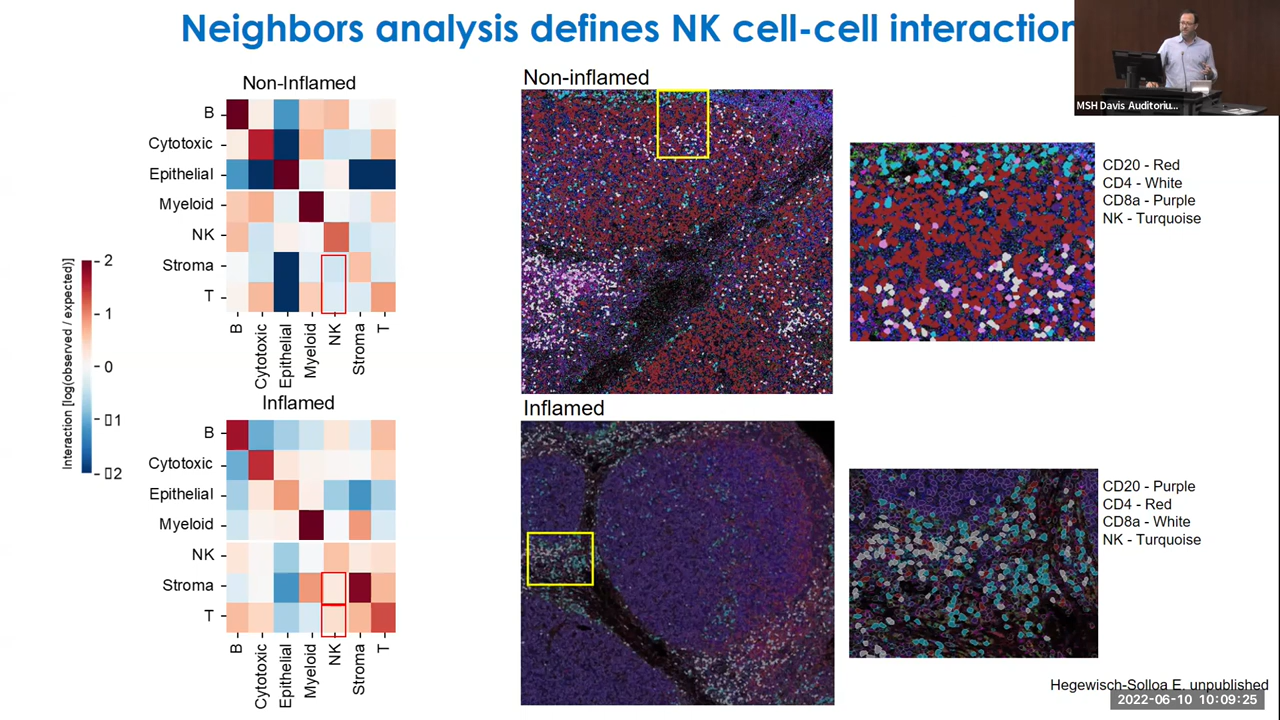 Neighbors analysis defines NK cell-cell interaction
MSH Davis Auditoriu...
Non-Inflamed
B
Cytotoxic
Epithelial
Myeloid
NK
Stroma
T
B
Cytotoxic
Epithelial
Myeloid
NK
Stroma
T
Interaction [log(observed / expected)]
2
1
0
▯1
▯2
Inflamed
B
Cytotoxic
Epithelial
Myeloid
NK
Stroma
T
B
Cytotoxic
Epithelial
Myeloid
NK
Stroma
T
Non-inflamed
CD20 - Red
CD4 - White
CD8a - Purple
NK - Turquoise
Inflamed
CD20 - Purple
CD4 - Red
CD8a - White
NK - Turquoise
Hegewisch-Solloa E. unpublished
2022-06-10 10:09:25